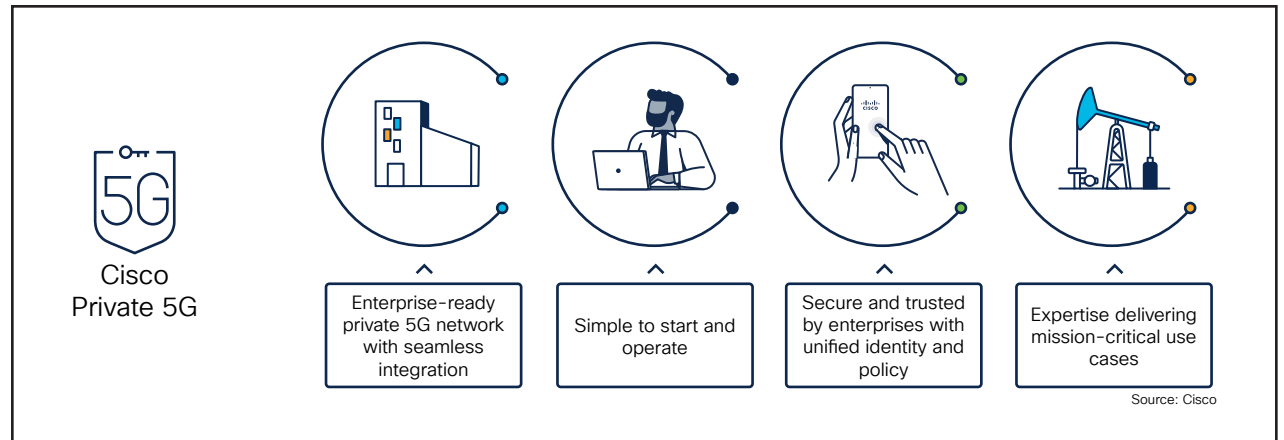 5G
Cisco
Private 5G
CISCO
Enterprise-ready
private 5G network
with seamless
integration
Simple to start and
operate
Secure and trusted
by enterprises with
unified identity and
policy
Expertise delivering
mission-critical use
cases
Source: Cisco